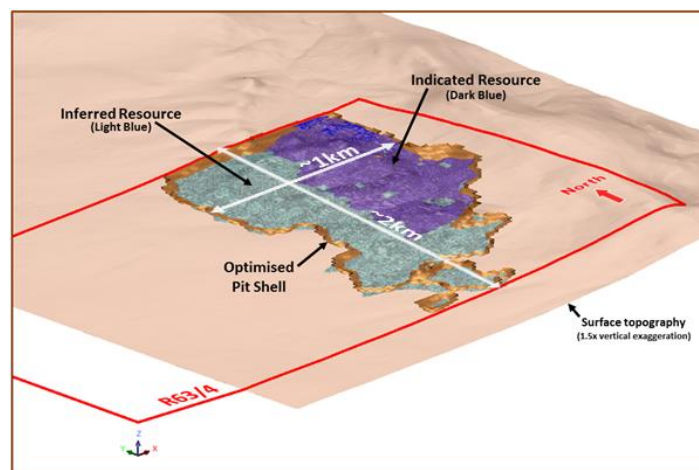 Indicated Resource
(Dark Blue)
Inferred Resource
(Light Blue)
~1km
North
~2km
Optimised
Pit Shell
Surface topography
(1.5x vertical exaggeration)
R63/4
Z
Y
X